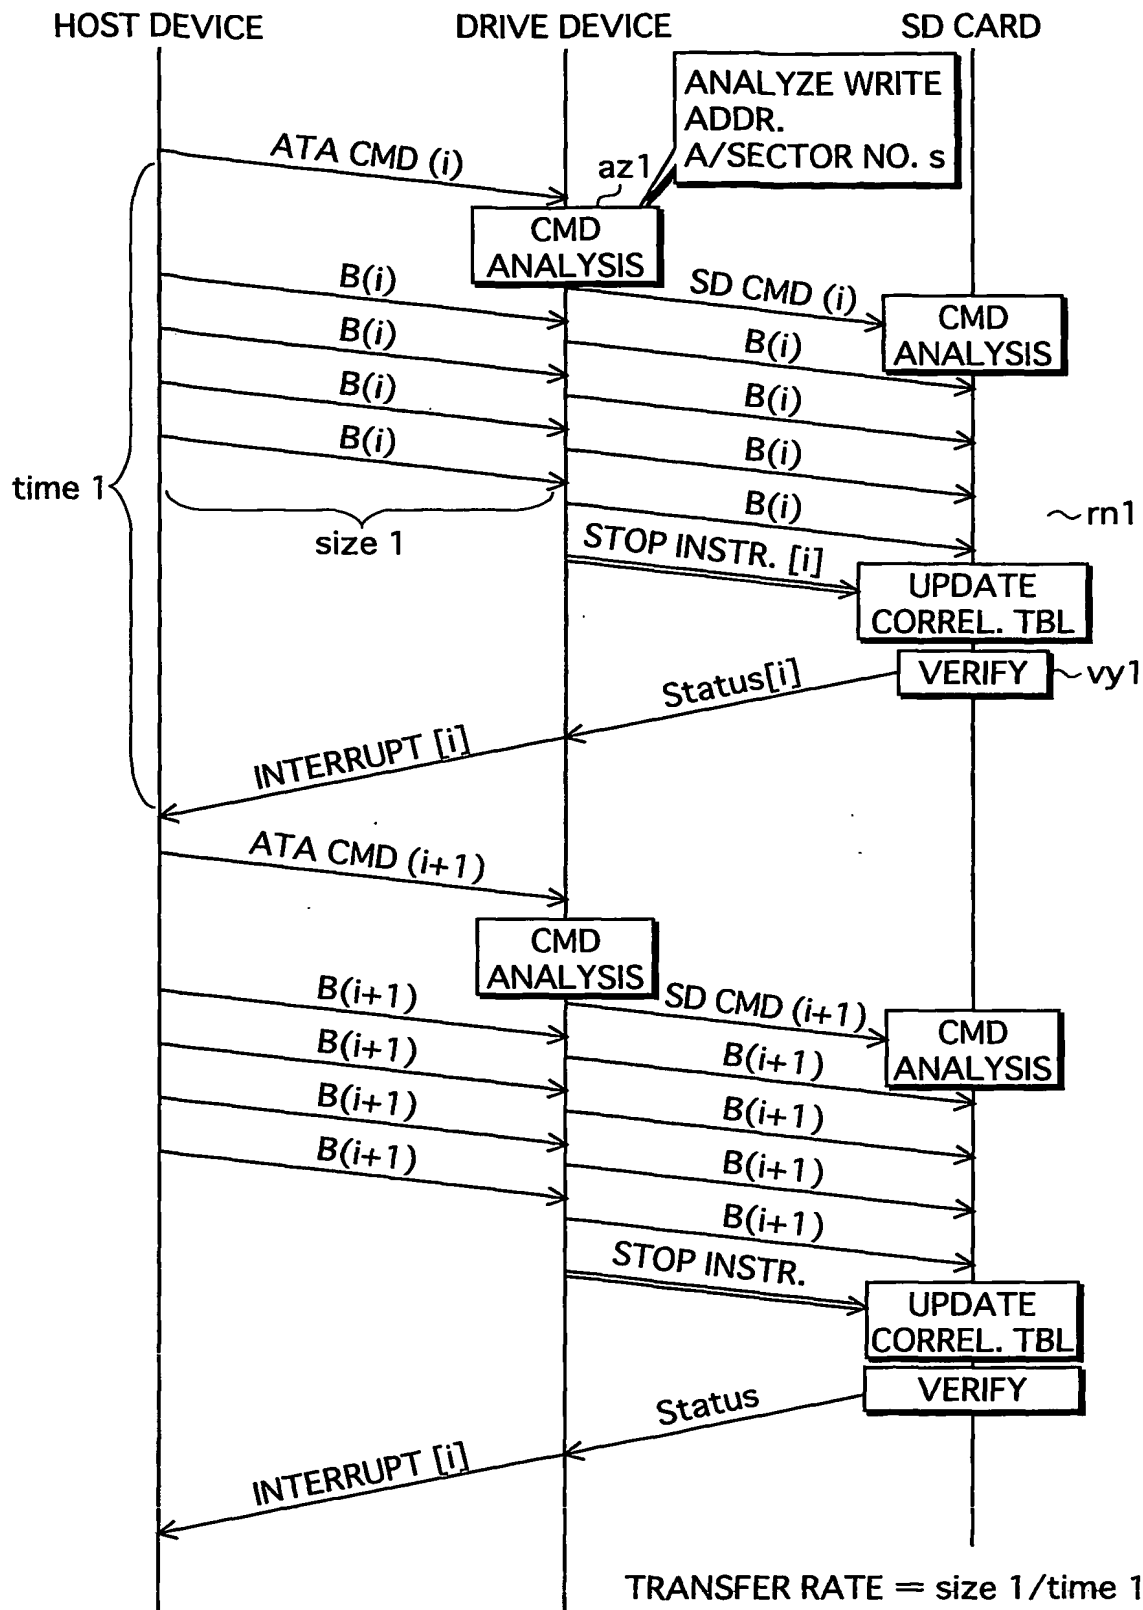 HOST DEVICE
DRIVE DEVICE
SD CARD
ANALYZE WRITE
ADDR.
A/SECTOR NO. s
ATA CMD (i)
az1
CMD
ANALYSIS
B(i)
SD CMD (i)
CMD
ANALYSIS
B(i)
B(i)
B(i)
B(i)
B(i)
B(i)
time 1
size 1
B(i)
rn1
STOP INSTR. [i]
UPDATE
CORREL. TBL
VERIFY
vy1
Status[i]
INTERRUPT [i]
ATA CMD (i+1)
CMD
ANALYSIS
B(i+1)
SD CMD (i+1)
CMD
ANALYSIS
B(i+1)
B(i+1)
B(i+1)
B(i+1)
B(i+1)
B(i+1)
B(i+1)
STOP INSTR.
UPDATE
CORREL. TBL
VERIFY
Status
INTERRUPT [i]
TRANSFER RATE = size 1/time 1